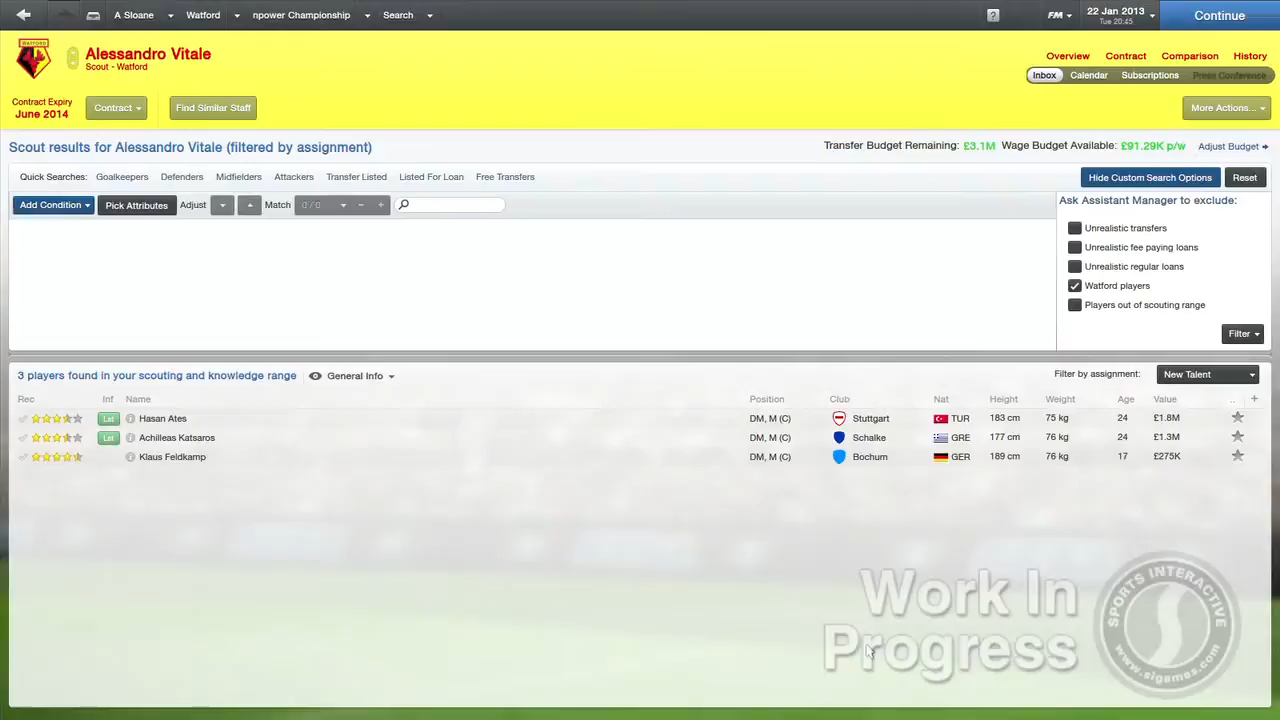 A Sloane Watford npower Championship Search ? FM 22 Jan 2013 Continue
Tue 20:45
WATFORD
Alessandro Vitale
Scout - Watford
Overview Contract Comparison History
Inbox Calendar Subscriptions Press Conference
Contract Expiry
June 2014
Contract Find Similar Staff More Actions...
Scout results for Alessandro Vitale (filtered by assignment) Transfer Budget Remaining: £3.1M Wage Budget Available: £91.29K p/w Adjust Budget
Quick Searches: Goalkeepers Defenders Midfielders Attackers Transfer Listed Listed For Loan Free Transfers Hide Custom Search Options Reset
Add Condition Pick Attributes Adjust Match 0 / 0 - +
Ask Assistant Manager to exclude:
Unrealistic transfers
Unrealistic fee paying loans
Unrealistic regular loans
Watford players
Players out of scouting range
Filter
3 players found in your scouting and knowledge range General Info Filter by assignment: New Talent
Rec Inf Name Position Club Nat Height Weight Age Value .. +
Lst Hasan Ates DM, M (C) Stuttgart TUR 183 cm 75 kg 24 £1.8M
Lst Achilleas Katsaros DM, M (C) Schalke GRE 177 cm 76 kg 24 £1.3M
Klaus Feldkamp DM, M (C) Bochum GER 189 cm 76 kg 17 £275K
Work In
Progress
SPORTS INTERACTIVE
www.sigames.com